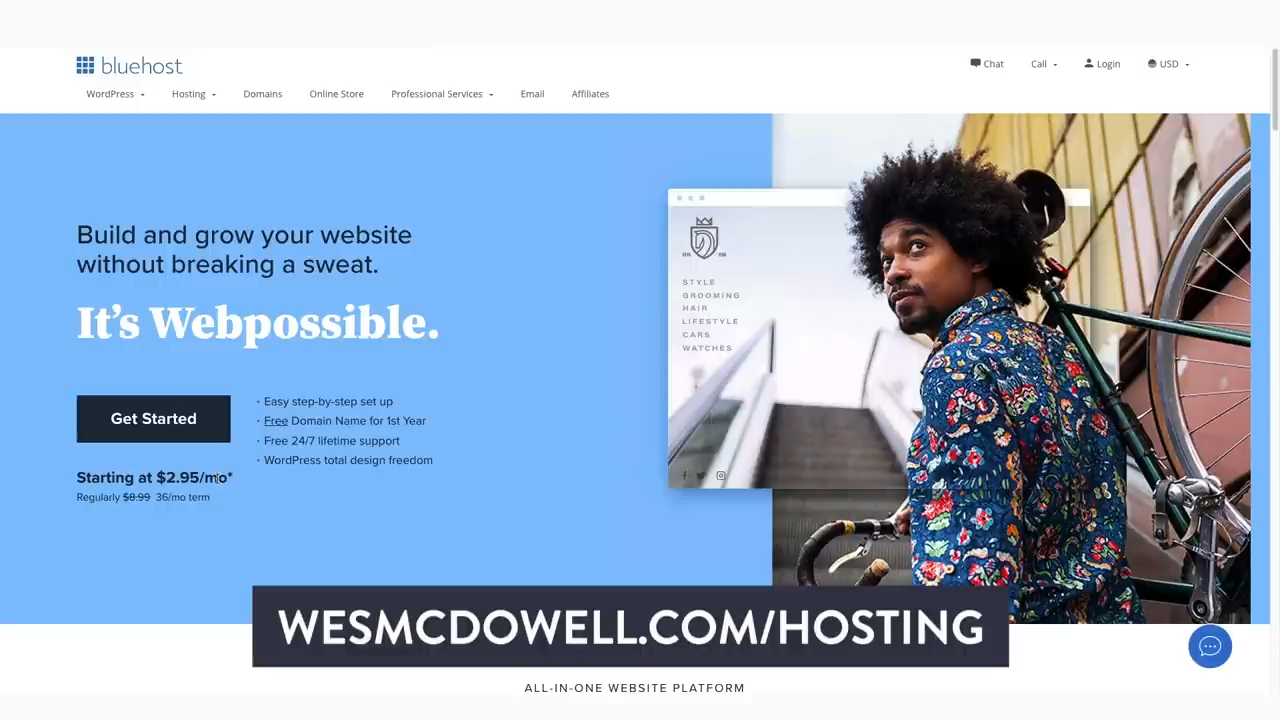 bluehost
Chat
Call
Login
USD
WordPress
Hosting
Domains
Online Store
Professional Services
Email
Affiliates
Build and grow your website
without breaking a sweat.
It's Webpossible.
Get Started
· Easy step-by-step set up
· Free Domain Name for 1st Year
· Free 24/7 lifetime support
· WordPress total design freedom
Starting at $2.95/mo*
Regularly $8.99 36/mo term
STYLE
GROOMING
HAIR
LIFESTYLE
CARS
WATCHES
WESMCDOWELL.COM/HOSTING
ALL-IN-ONE WEBSITE PLATFORM